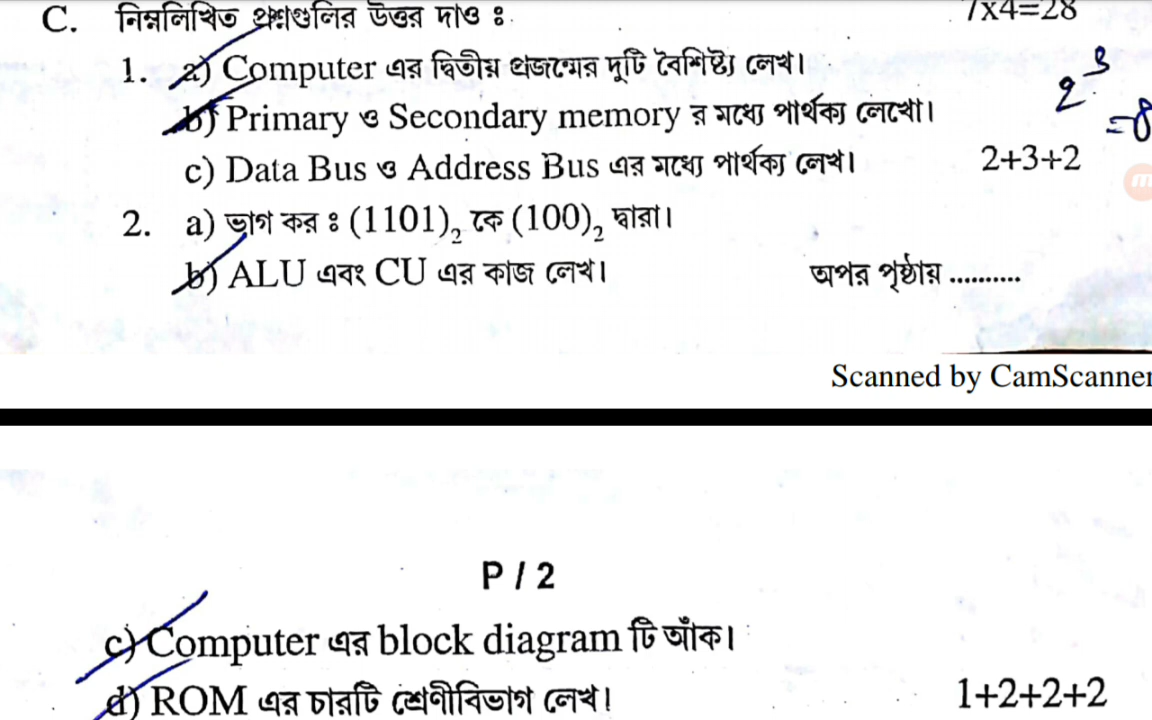 C. নিম্নলিখিত প্রশ্নগুলির উত্তর দাও ঃ 7x4=28
1. a) Computer এর দ্বিতীয় প্রজন্মের দুটি বৈশিষ্ট্য লেখ।
2³
b) Primary ও Secondary memory র মধ্যে পার্থক্য লেখো।
=8
c) Data Bus ও Address Bus এর মধ্যে পার্থক্য লেখ। 2+3+2
2. a) ভাগ কর ঃ (1101)₂ কে (100)₂ দ্বারা।
b) ALU এবং CU এর কাজ লেখ। অপর পৃষ্ঠায় ..........
Scanned by CamScanner
P / 2
c) Computer এর block diagram টি আঁক।
d) ROM এর চারটি শ্রেণীবিভাগ লেখ। 1+2+2+2